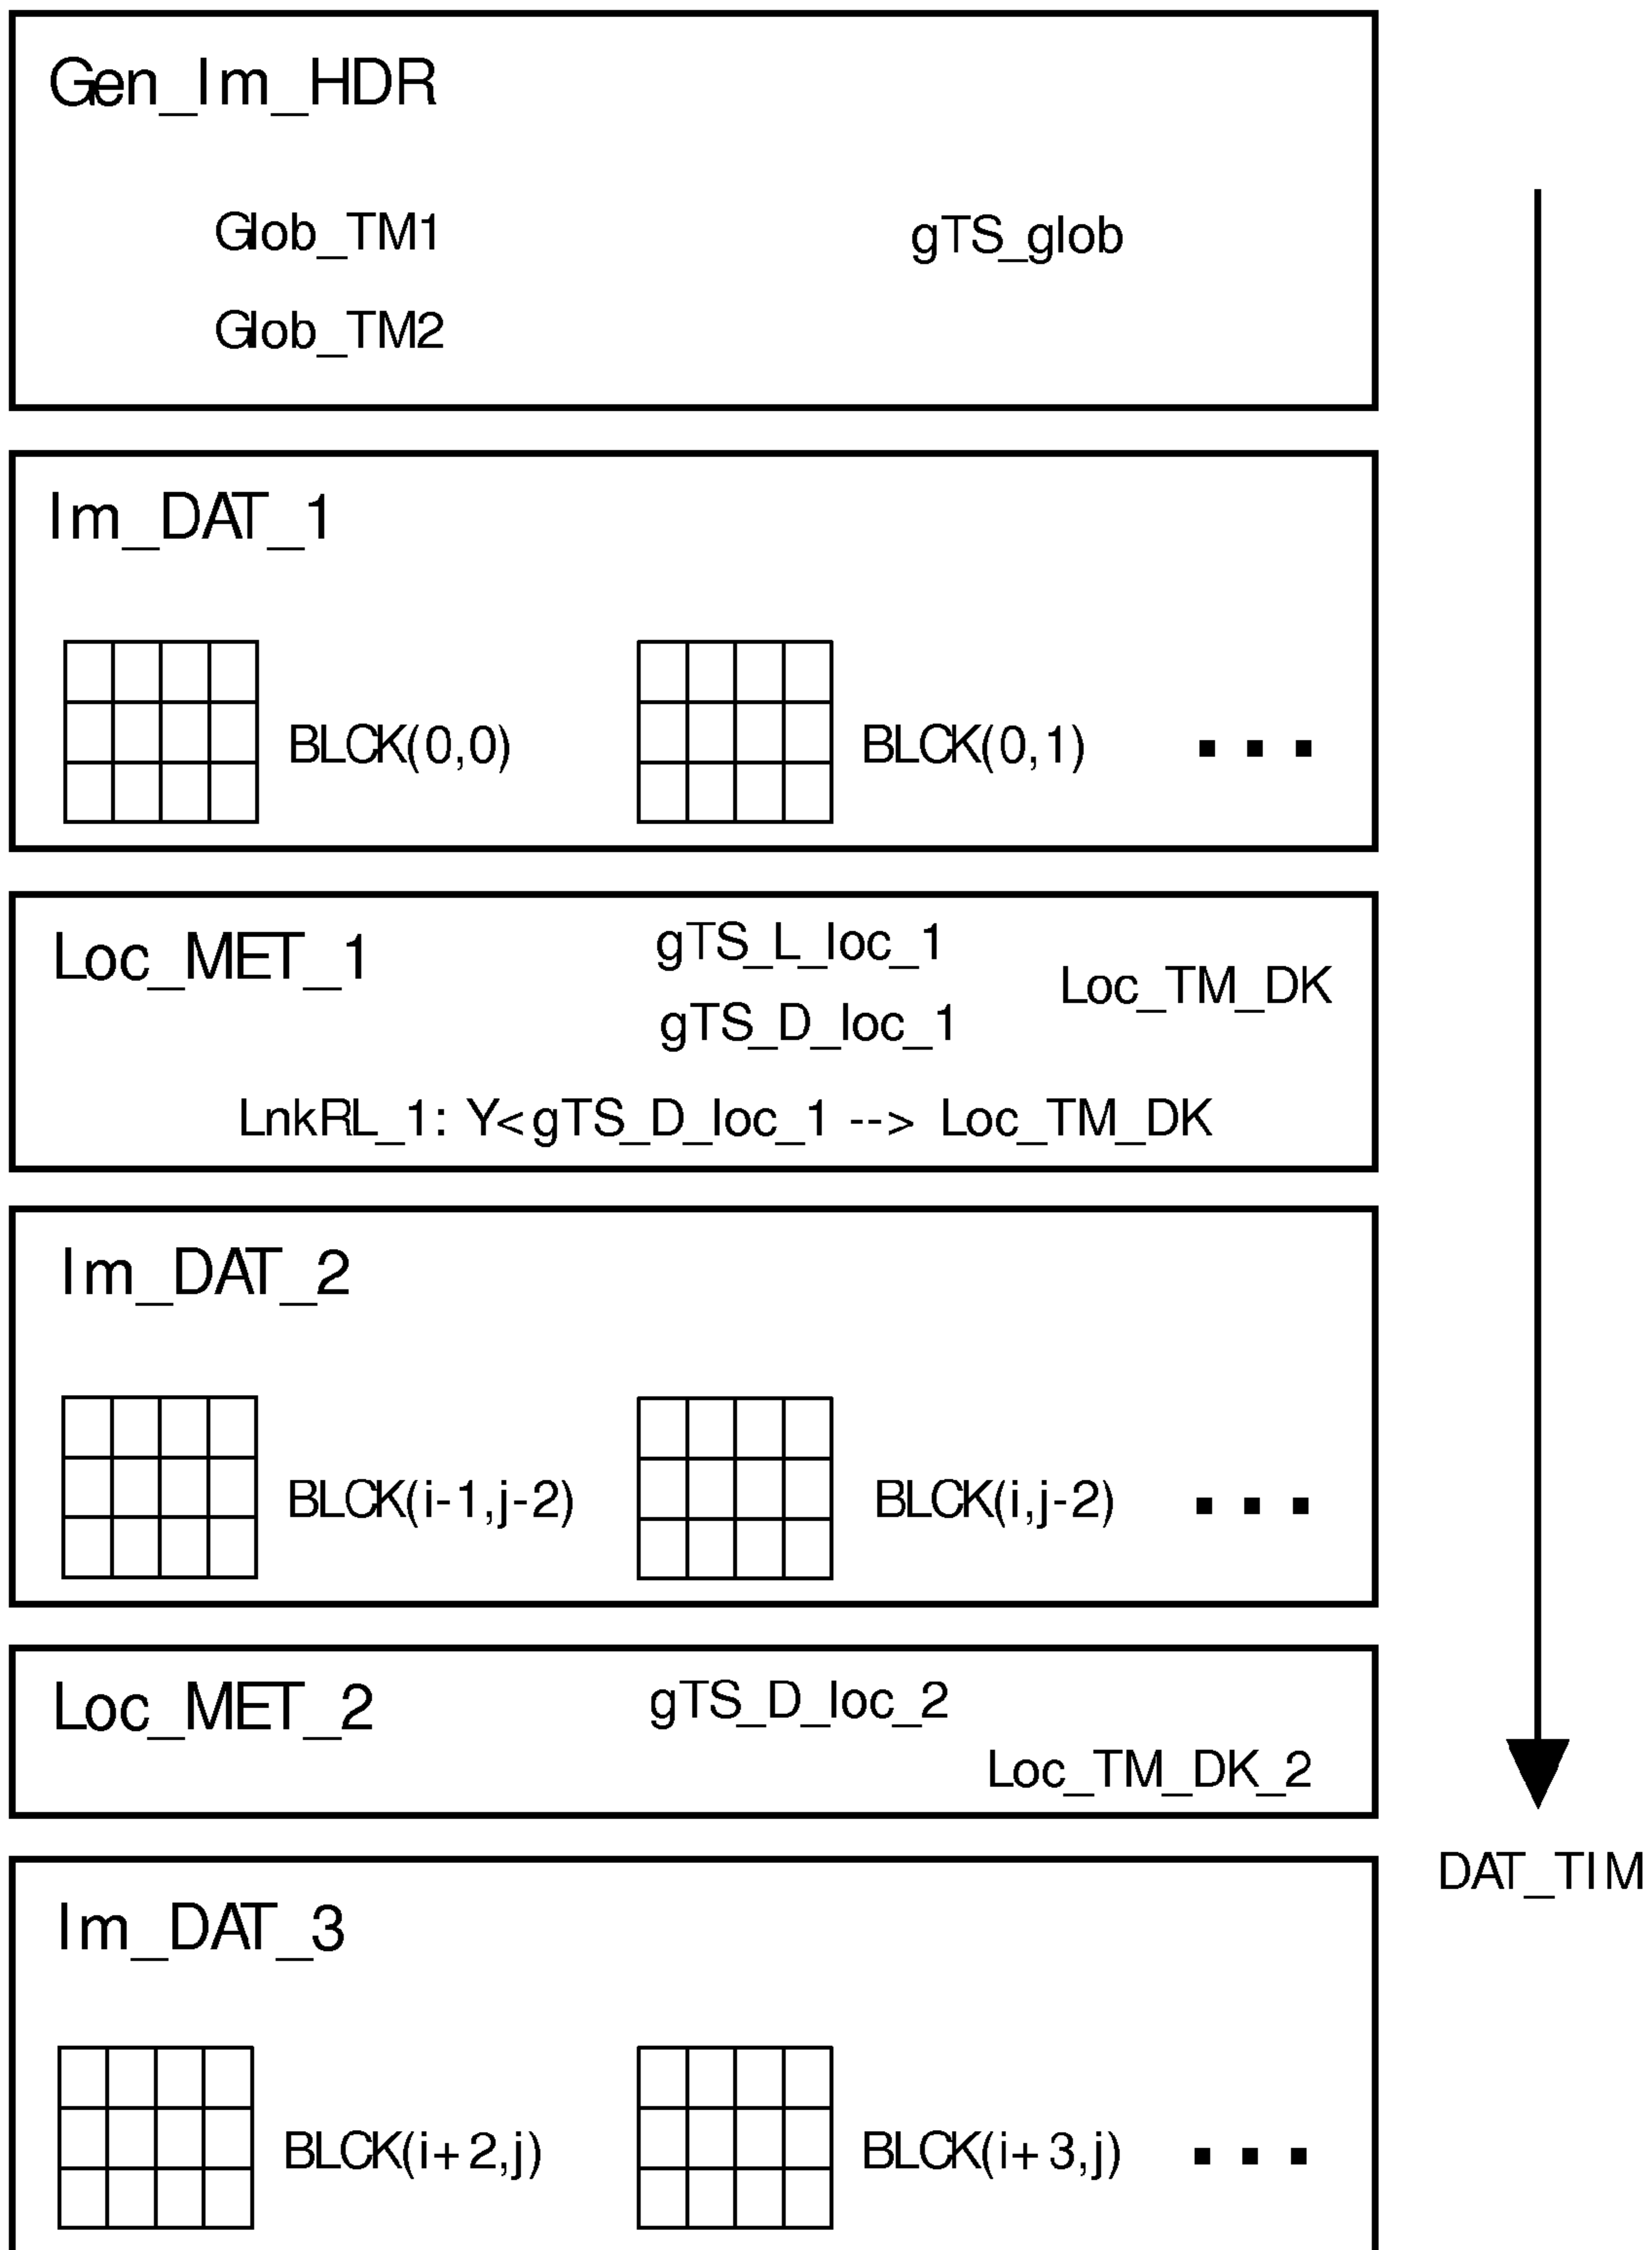 Gen_Im_HDR
Glob_TM1 gTS_glob
Glob_TM2
Im_DAT_1
BLCK(0,0) BLCK(0,1) ...
Loc_MET_1 gTS_L_loc_1
Loc_TM_DK
gTS_D_loc_1
LnkRL_1: Y<gTS_D_loc_1 --> Loc_TM_DK
Im_DAT_2
BLCK(i-1,j-2) BLCK(i,j-2) ...
Loc_MET_2 gTS_D_loc_2
Loc_TM_DK_2
DAT_TIM
Im_DAT_3
BLCK(i+2,j) BLCK(i+3,j) ...